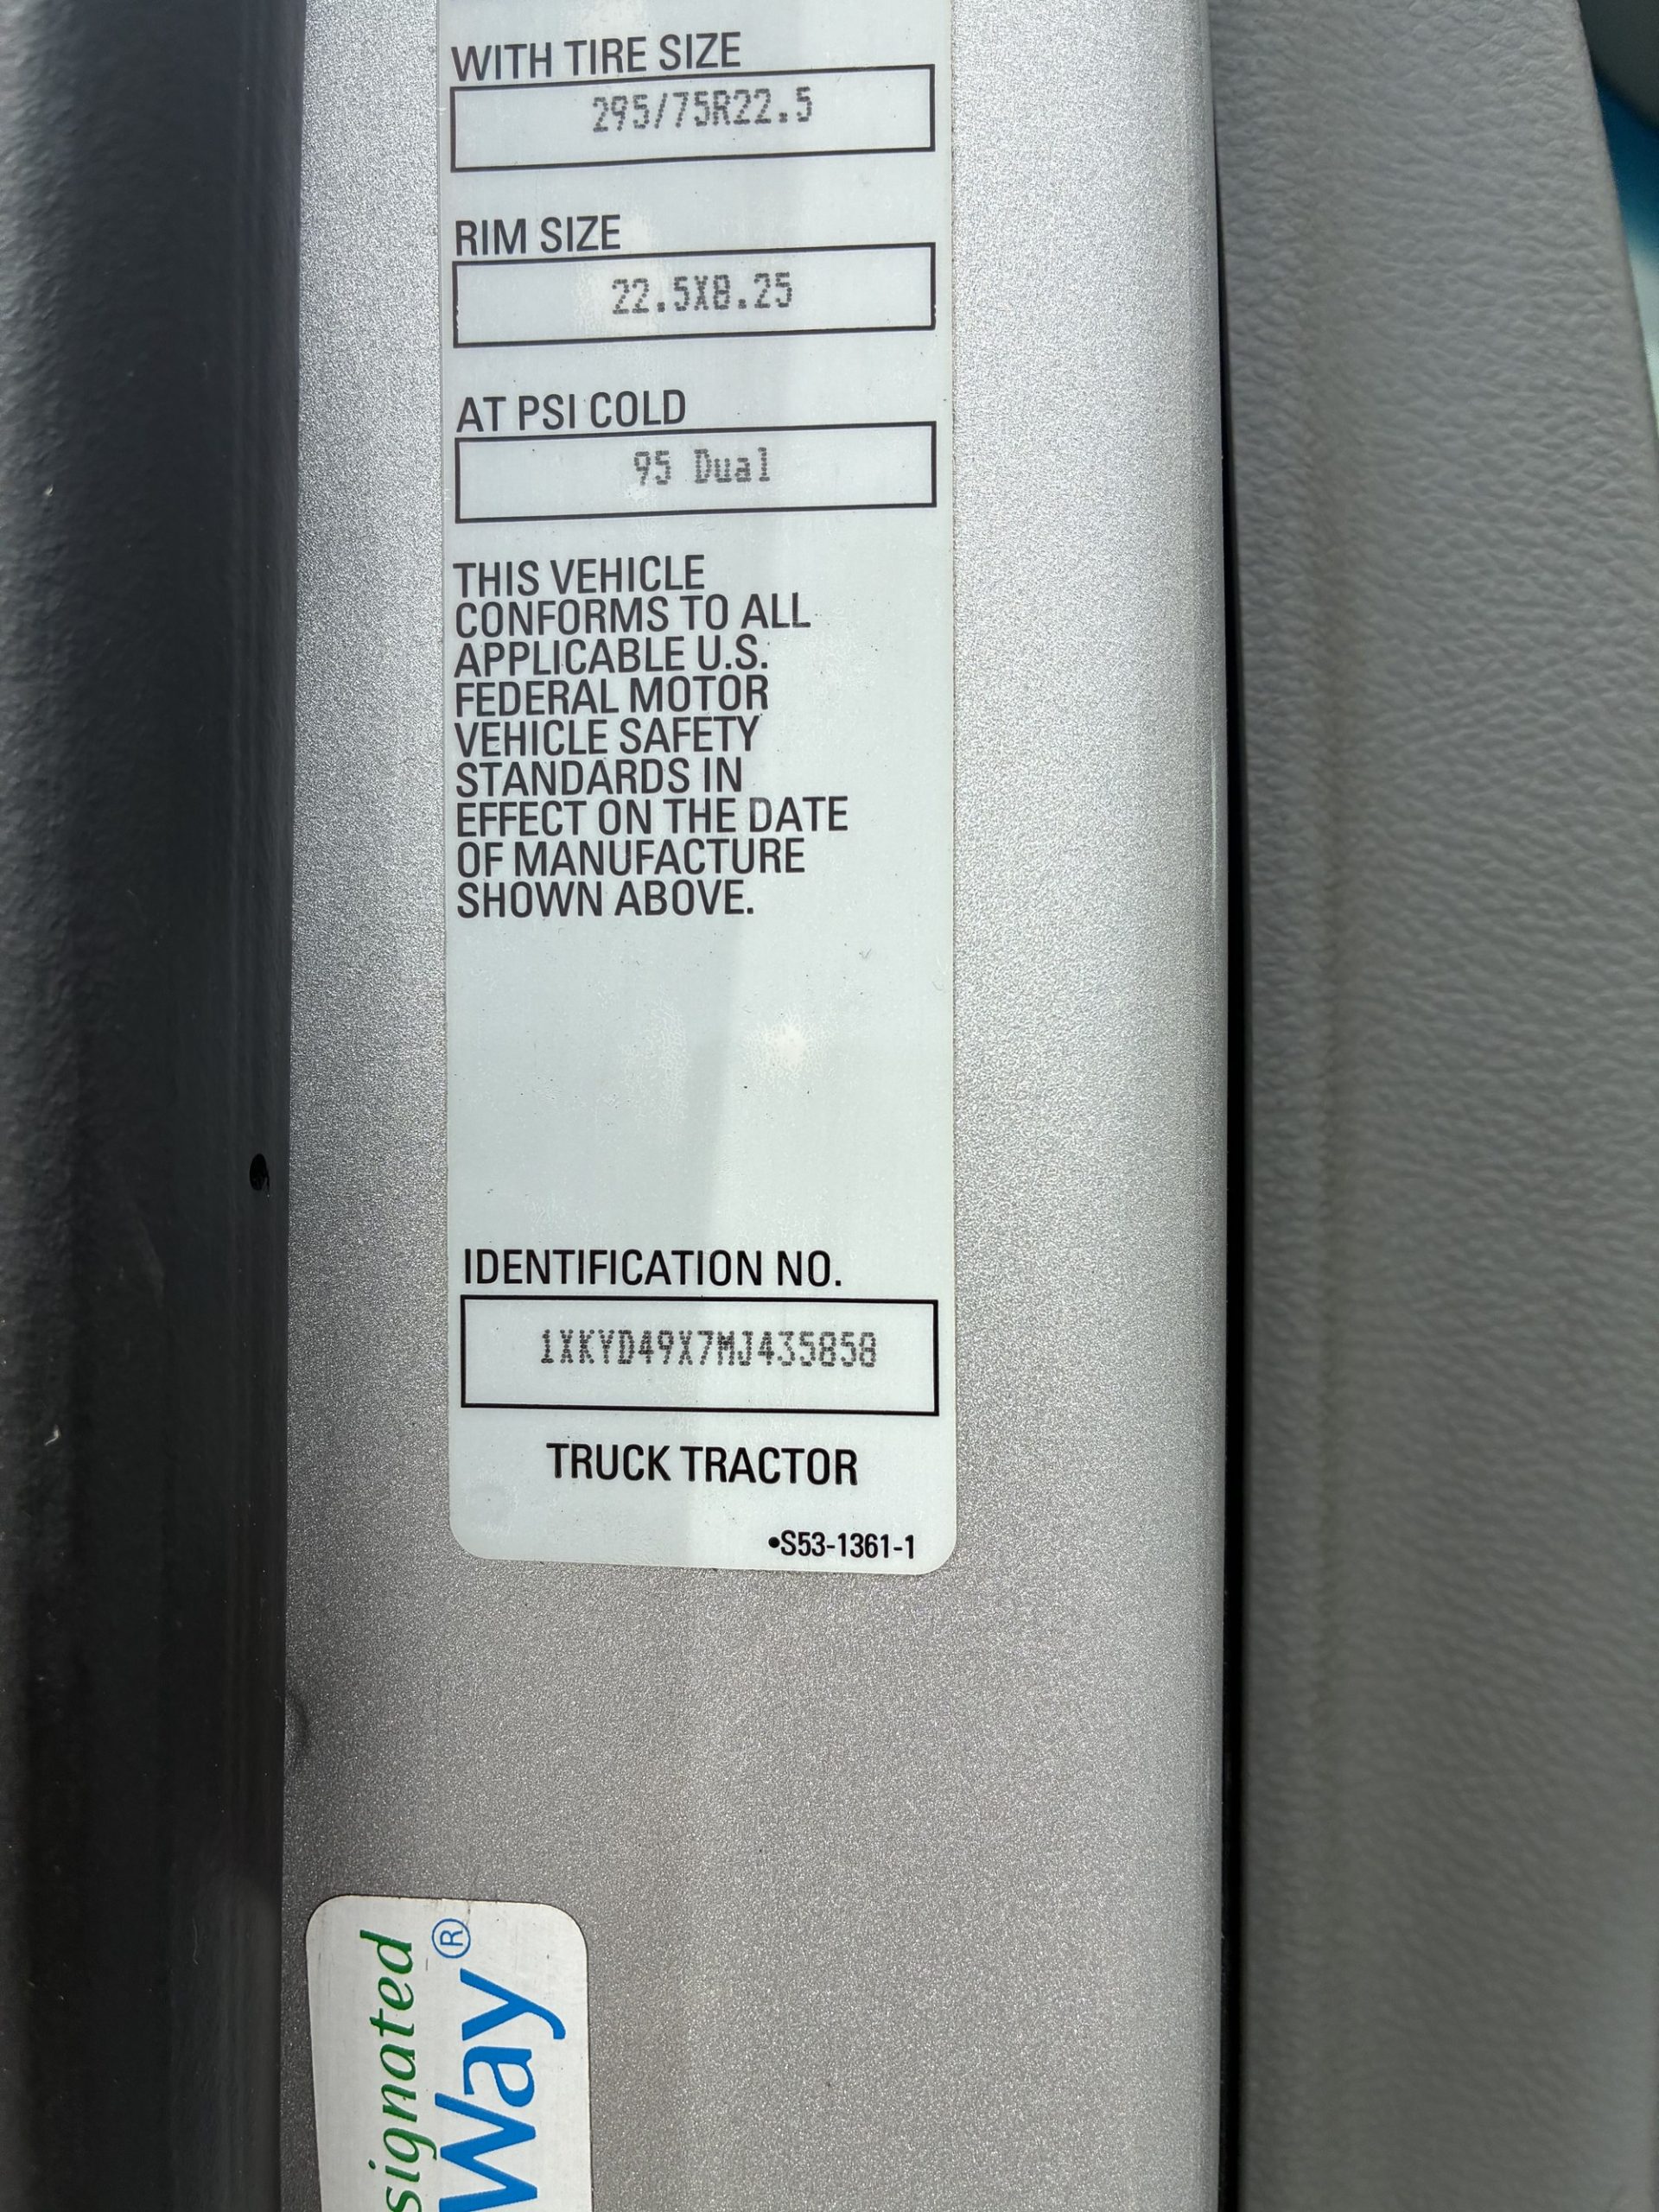 WITH TIRE SIZE
295/75R22.5
RIM SIZE
22.5X8.25
AT PSI COLD
95 Dual
THIS VEHICLE
CONFORMS TO ALL
APPLICABLE U.S.
FEDERAL MOTOR
VEHICLE SAFETY
STANDARDS IN
EFFECT ON THE DATE
OF MANUFACTURE
SHOWN ABOVE.
IDENTIFICATION NO.
1XKYD49X7MJ435858
TRUCK TRACTOR
•S53-1361-1
signated
Way®